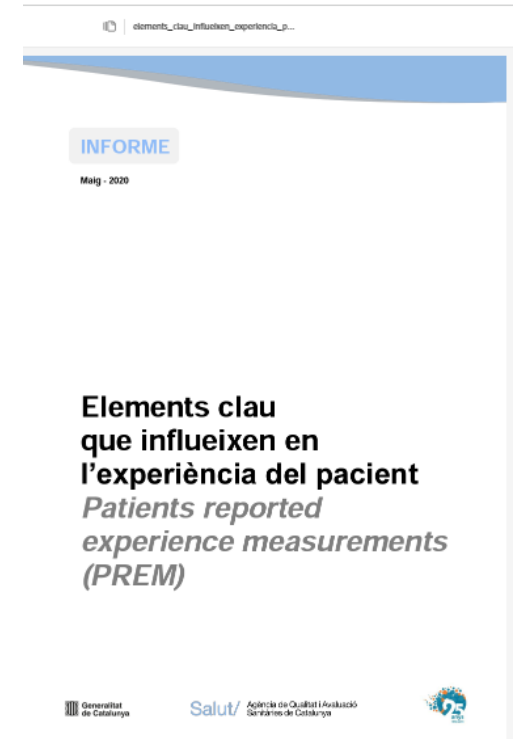 elements_clau_influeixen_experiencia_p...
INFORME
Maig - 2020
Elements clau
que influeixen en
l'experiència del pacient
Patients reported
experience measurements
(PREM)
Generalitat
de Catalunya
Salut/
Agència de Qualitat i Avaluació
Sanitàries de Catalunya
25
anys